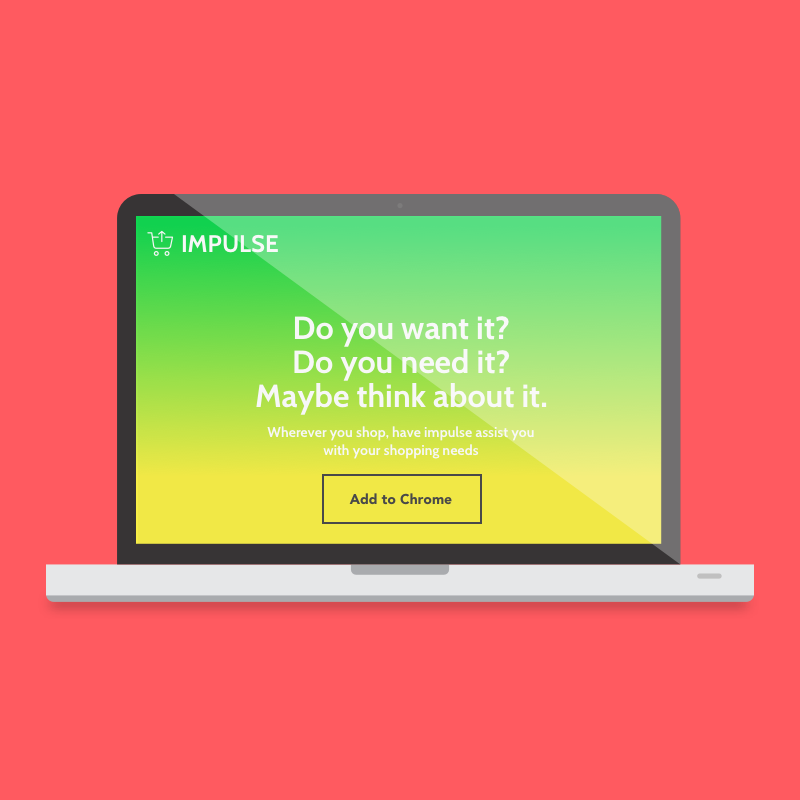 IMPULSE
Do you want it?
Do you need it?
Maybe think about it.
Wherever you shop, have impulse assist you
with your shopping needs
Add to Chrome